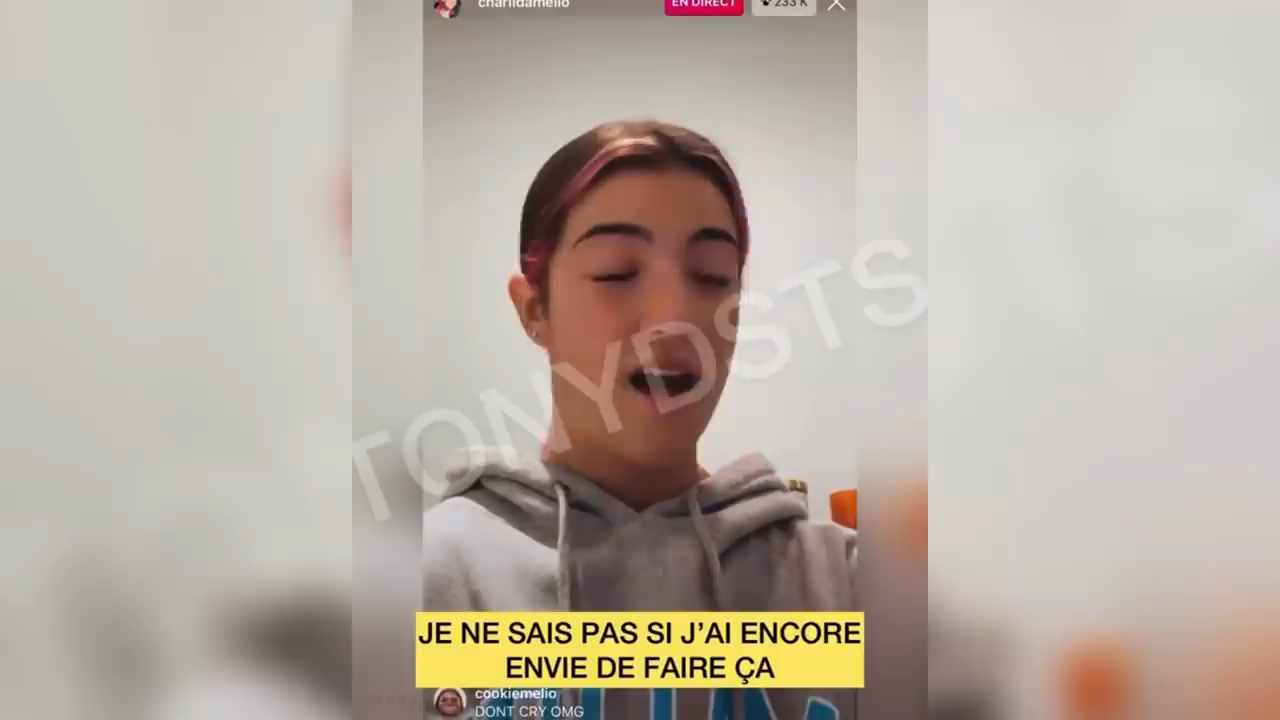 charlidamelio
EN DIRECT
233 K
TONYDSTS
JE NE SAIS PAS SI J'AI ENCORE
ENVIE DE FAIRE ÇA
cookiemelio
DONT CRY OMG